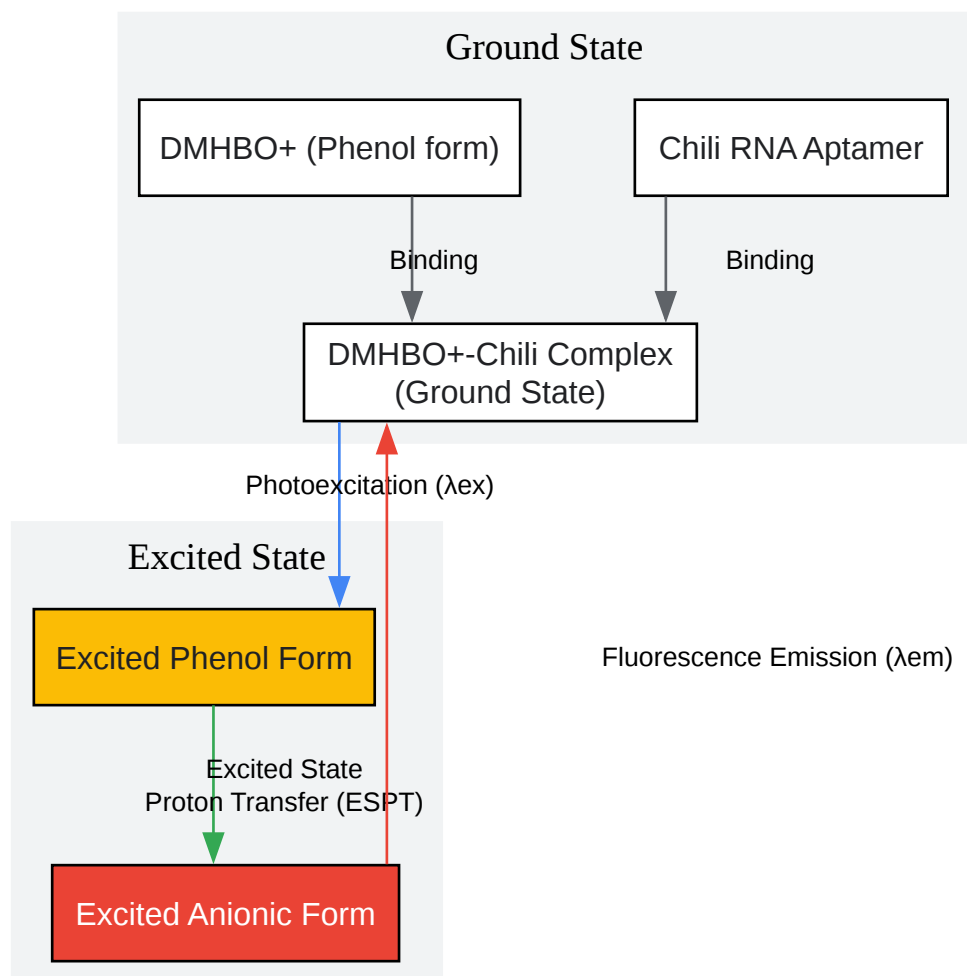 Ground State
DMHBO+ (Phenol form)
Chili RNA Aptamer
Binding
Binding
DMHBO+-Chili Complex
(Ground State)
Photoexcitation (λex)
Excited State
Excited Phenol Form
Fluorescence Emission (λem)
Excited State
Proton Transfer (ESPT)
Excited Anionic Form